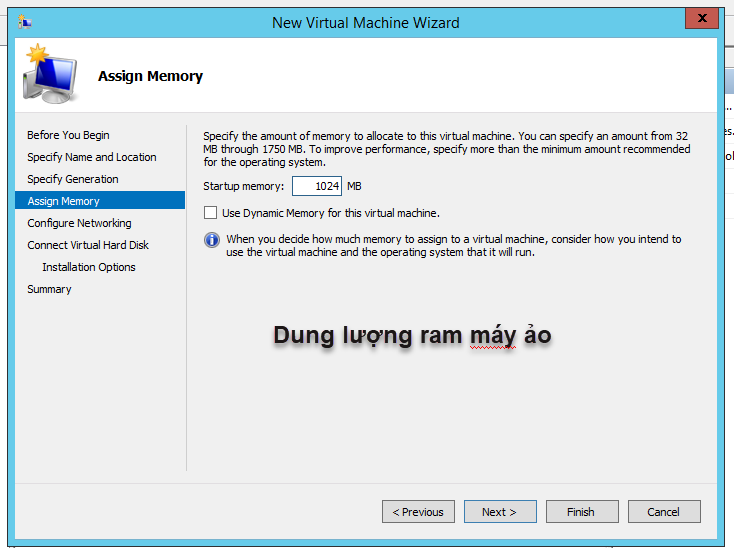 New Virtual Machine Wizard
x
Assign Memory
Before You Begin
Specify Name and Location
Specify Generation
Assign Memory
Configure Networking
Connect Virtual Hard Disk
Installation Options
Summary
Specify the amount of memory to allocate to this virtual machine. You can specify an amount from 32
MB through 1750 MB. To improve performance, specify more than the minimum amount recommended
for the operating system.
Startup memory: 1024 MB
Use Dynamic Memory for this virtual machine.
When you decide how much memory to assign to a virtual machine, consider how you intend to
use the virtual machine and the operating system that it will run.
Dung lượng ram máy ảo
< Previous
Next >
Finish
Cancel